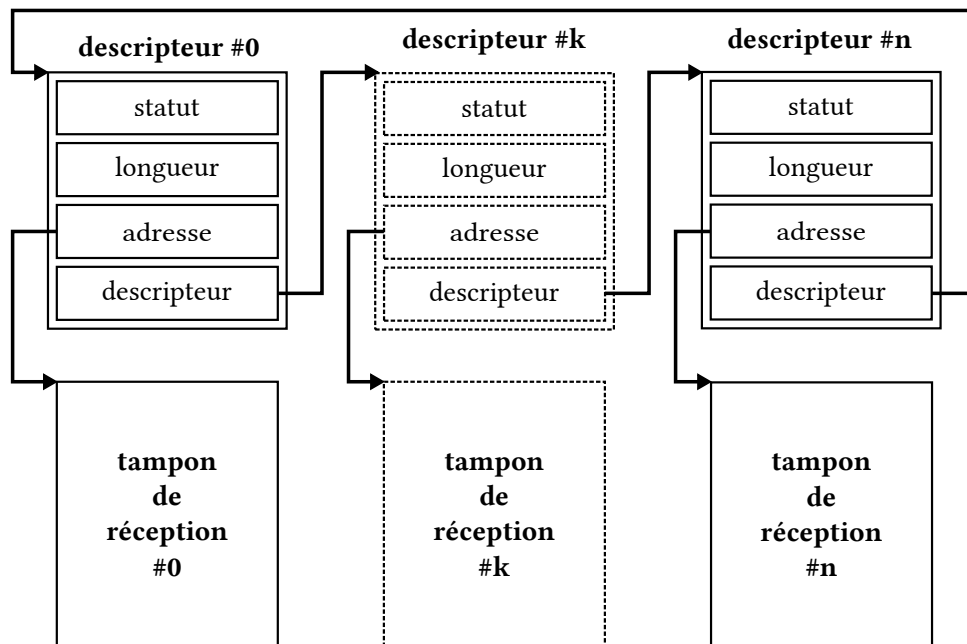 descripteur #0
statut
longueur
adresse
descripteur
tampon
de
réception
#0
descripteur #k
statut
longueur
adresse
descripteur
tampon
de
réception
#k
descripteur #n
statut
longueur
adresse
descripteur
tampon
de
réception
#n